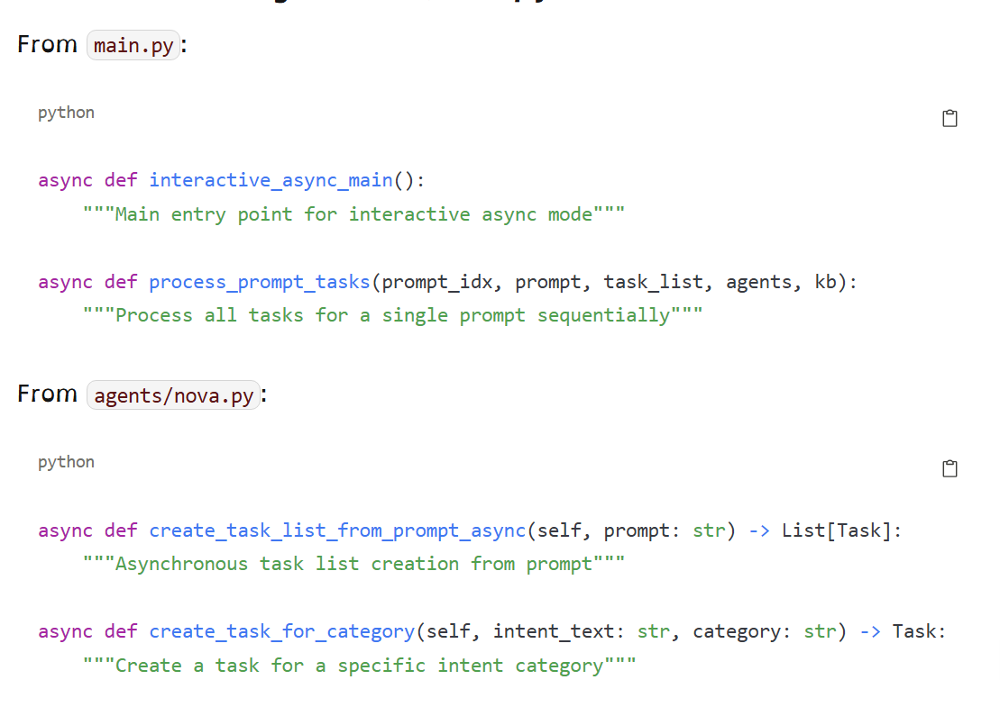 From main.py:
python
async def interactive_async_main():
"""Main entry point for interactive async mode"""
async def process_prompt_tasks(prompt_idx, prompt, task_list, agents, kb):
"""Process all tasks for a single prompt sequentially"""
From agents/nova.py:
python
async def create_task_list_from_prompt_async(self, prompt: str) -> List[Task]:
"""Asynchronous task list creation from prompt"""
async def create_task_for_category(self, intent_text: str, category: str) -> Task:
"""Create a task for a specific intent category"""